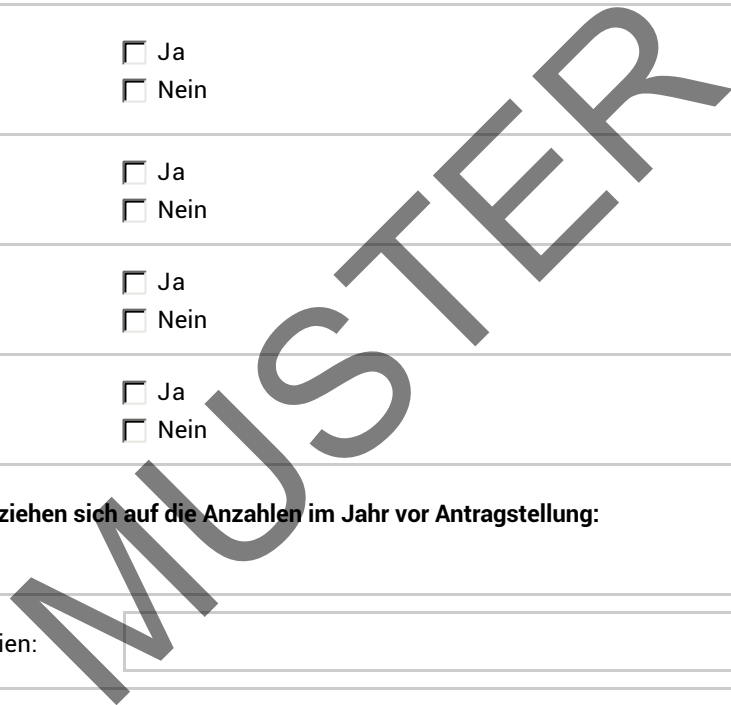 Ja
Nein
Ja
Nein
Ja
Nein
Ja
Nein
ziehen sich auf die Anzahlen im Jahr vor Antragstellung:
ien:
MUSTER